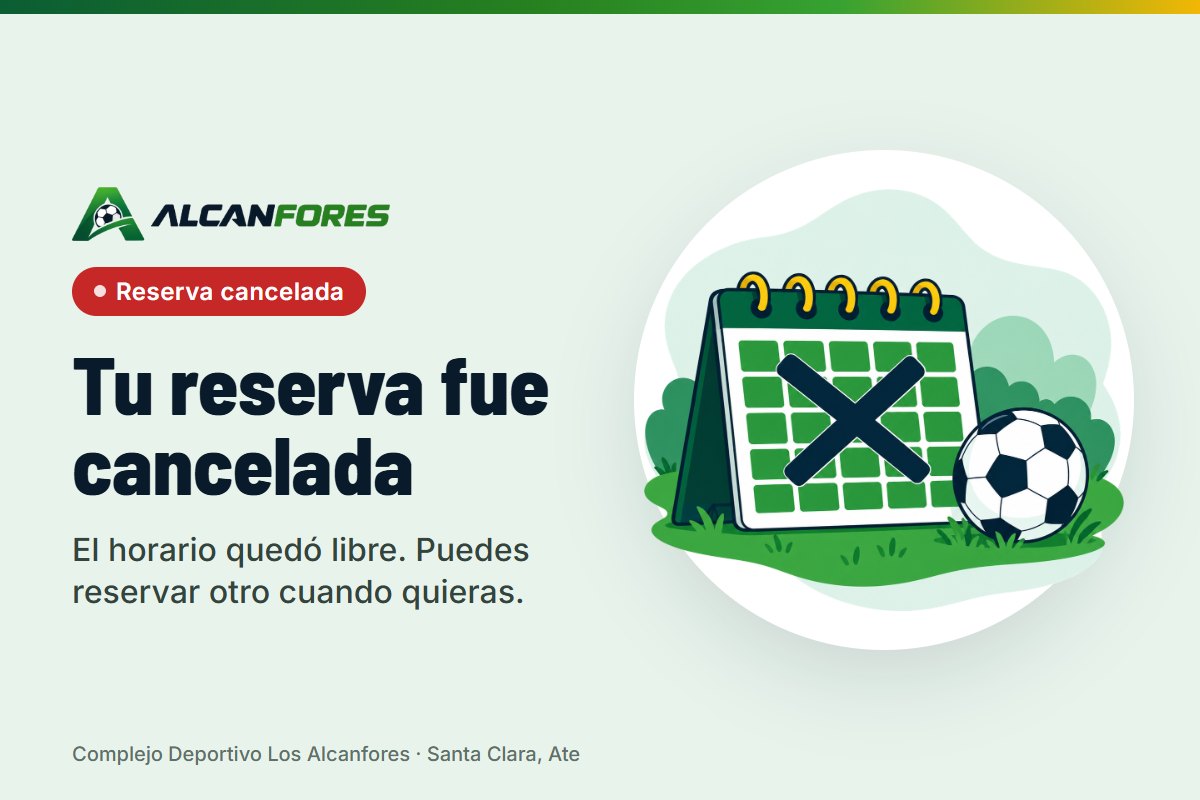 ALCANFORES
Reserva cancelada
Tu reserva fue
cancelada
El horario quedó libre. Puedes
reservar otro cuando quieras.
Complejo Deportivo Los Alcanfores · Santa Clara, Ate